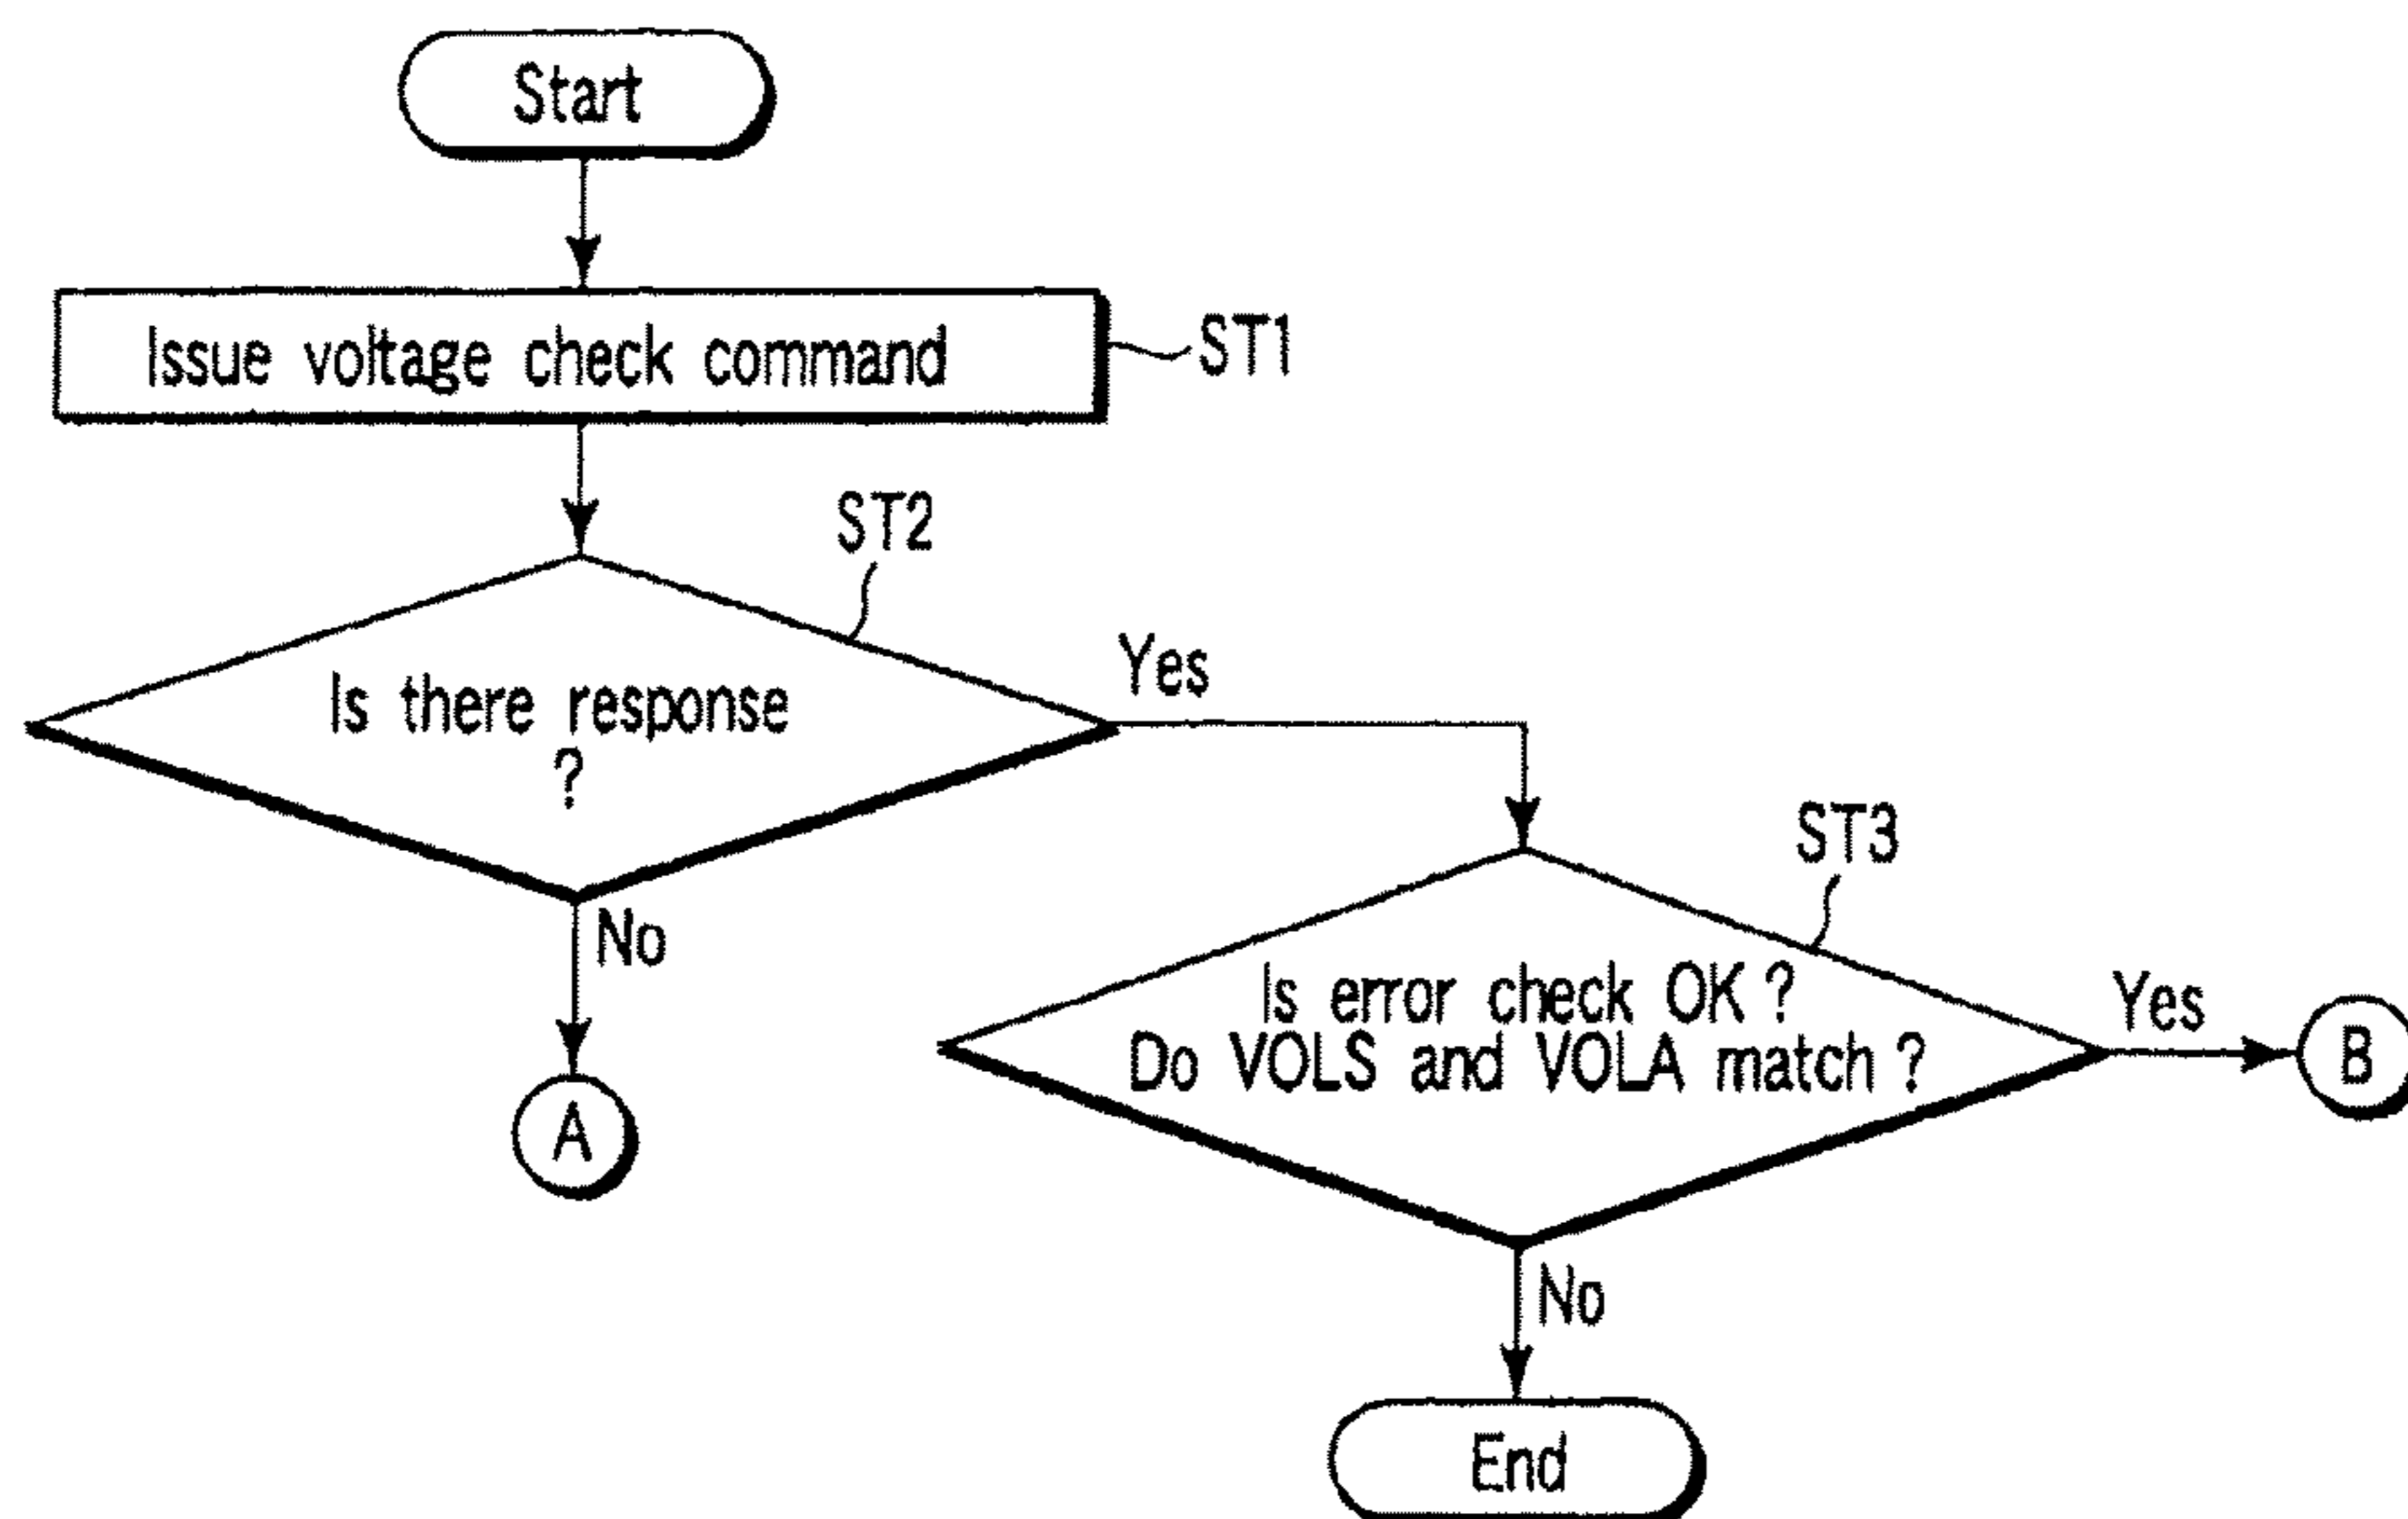 Start
Issue voltage check command
ST1
ST2
Is there response
?
Yes
No
A
ST3
Is error check OK ?
Do VOLS and VOLA match ?
Yes
B
No
End